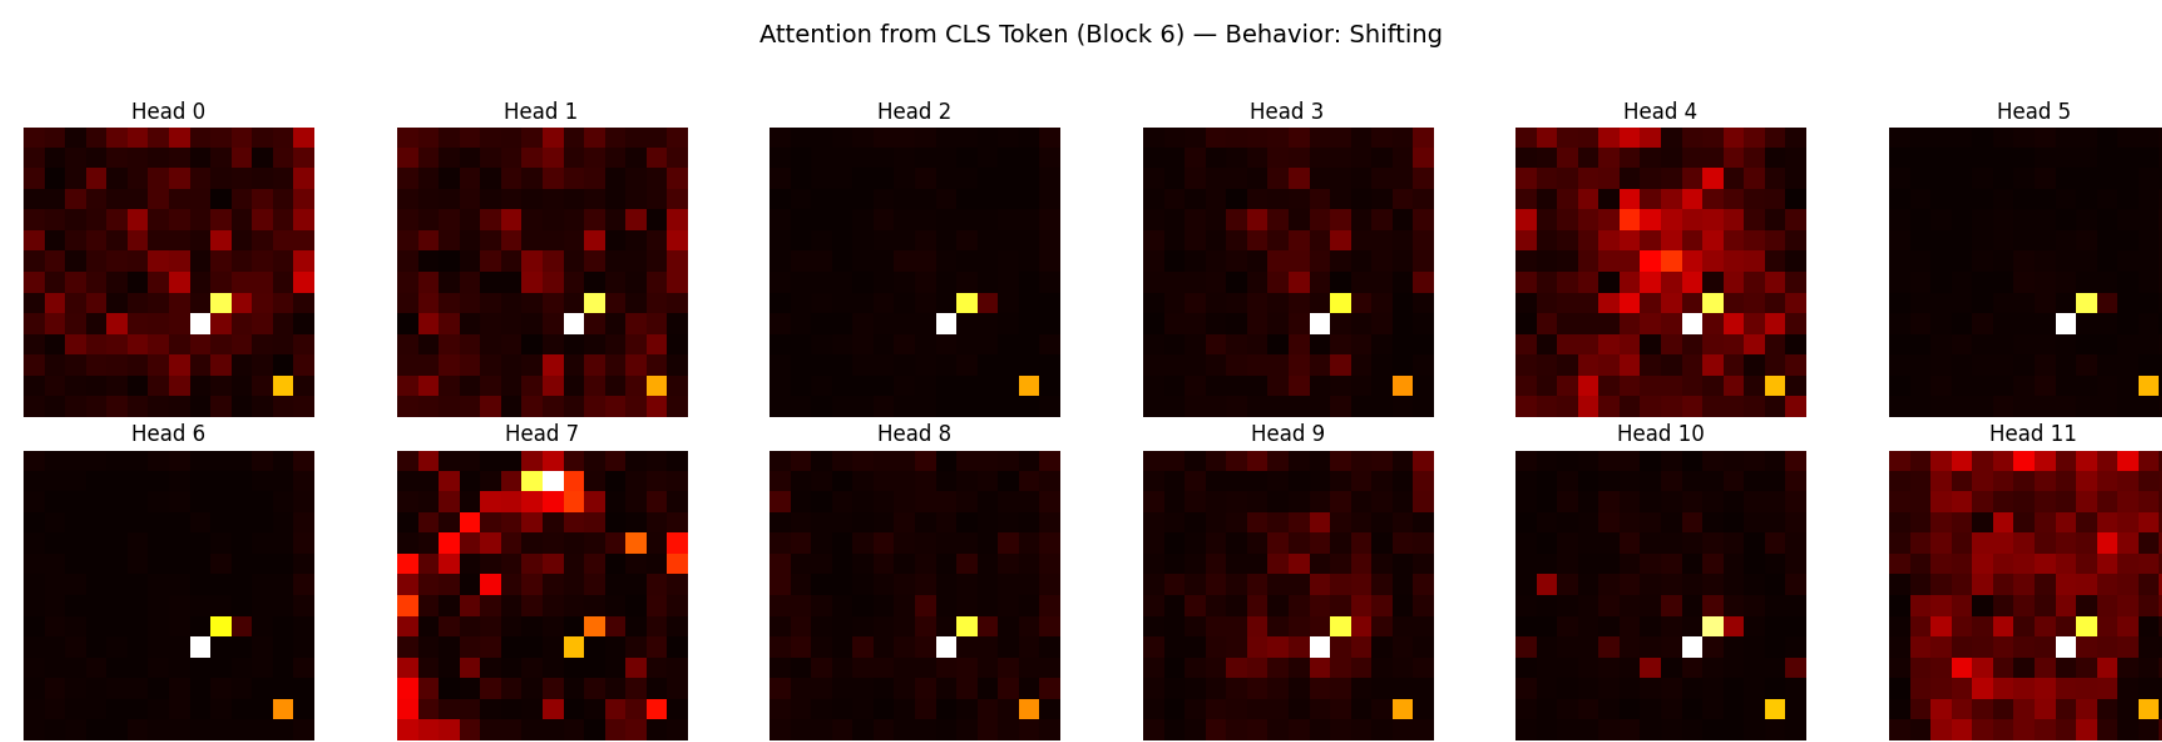 Attention from CLS Token (Block 6) — Behavior: Shifting
Head 0 Head 1 Head 2 Head 3 Head 4 Head 5
Head 6 Head 7 Head 8 Head 9 Head 10 Head 11